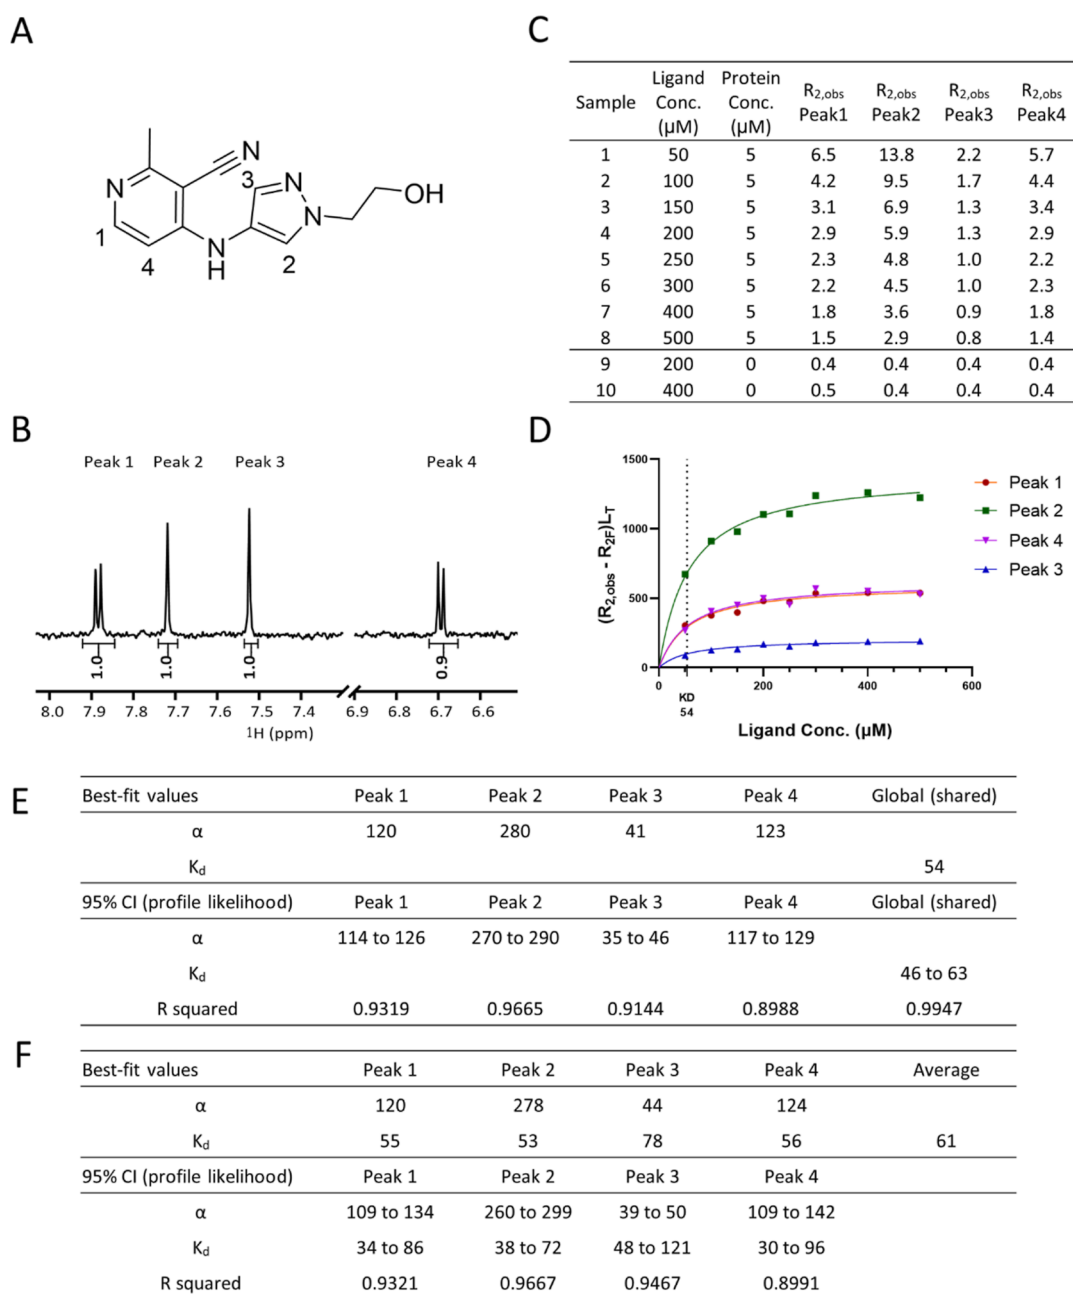 A
N
N
N
N
OH
N
H
1
4
3
2
B
Peak 1 Peak 2 Peak 3 Peak 4
1.0 1.0 1.0 0.9
8.0 7.9 7.8 7.7 7.6 7.5 7.4 7.3 6.9 6.8 6.7 6.6
1H (ppm)
C
Sample Ligand Conc. (µM) Protein Conc. (µM) R2,obs Peak1 R2,obs Peak2 R2,obs Peak3 R2,obs Peak4
1 50 5 6.5 13.8 2.2 5.7
2 100 5 4.2 9.5 1.7 4.4
3 150 5 3.1 6.9 1.3 3.4
4 200 5 2.9 5.9 1.3 2.9
5 250 5 2.3 4.8 1.0 2.2
6 300 5 2.2 4.5 1.0 2.3
7 400 5 1.8 3.6 0.9 1.8
8 500 5 1.5 2.9 0.8 1.4
9 200 0 0.4 0.4 0.4 0.4
10 400 0 0.5 0.4 0.4 0.4
D
1500
1000
500
0
(R2,obs - R2F)LT
0 200 400 600
KD
54
Ligand Conc. (µM)
Peak 1
Peak 2
Peak 4
Peak 3
E
Best-fit values Peak 1 Peak 2 Peak 3 Peak 4 Global (shared)
α 120 280 41 123
Kd 54
95% CI (profile likelihood) Peak 1 Peak 2 Peak 3 Peak 4 Global (shared)
α 114 to 126 270 to 290 35 to 46 117 to 129
Kd 46 to 63
R squared 0.9319 0.9665 0.9144 0.8988 0.9947
F
Best-fit values Peak 1 Peak 2 Peak 3 Peak 4 Average
α 120 278 44 124
Kd 55 53 78 56 61
95% CI (profile likelihood) Peak 1 Peak 2 Peak 3 Peak 4
α 109 to 134 260 to 299 39 to 50 109 to 142
Kd 34 to 86 38 to 72 48 to 121 30 to 96
R squared 0.9321 0.9667 0.9467 0.8991